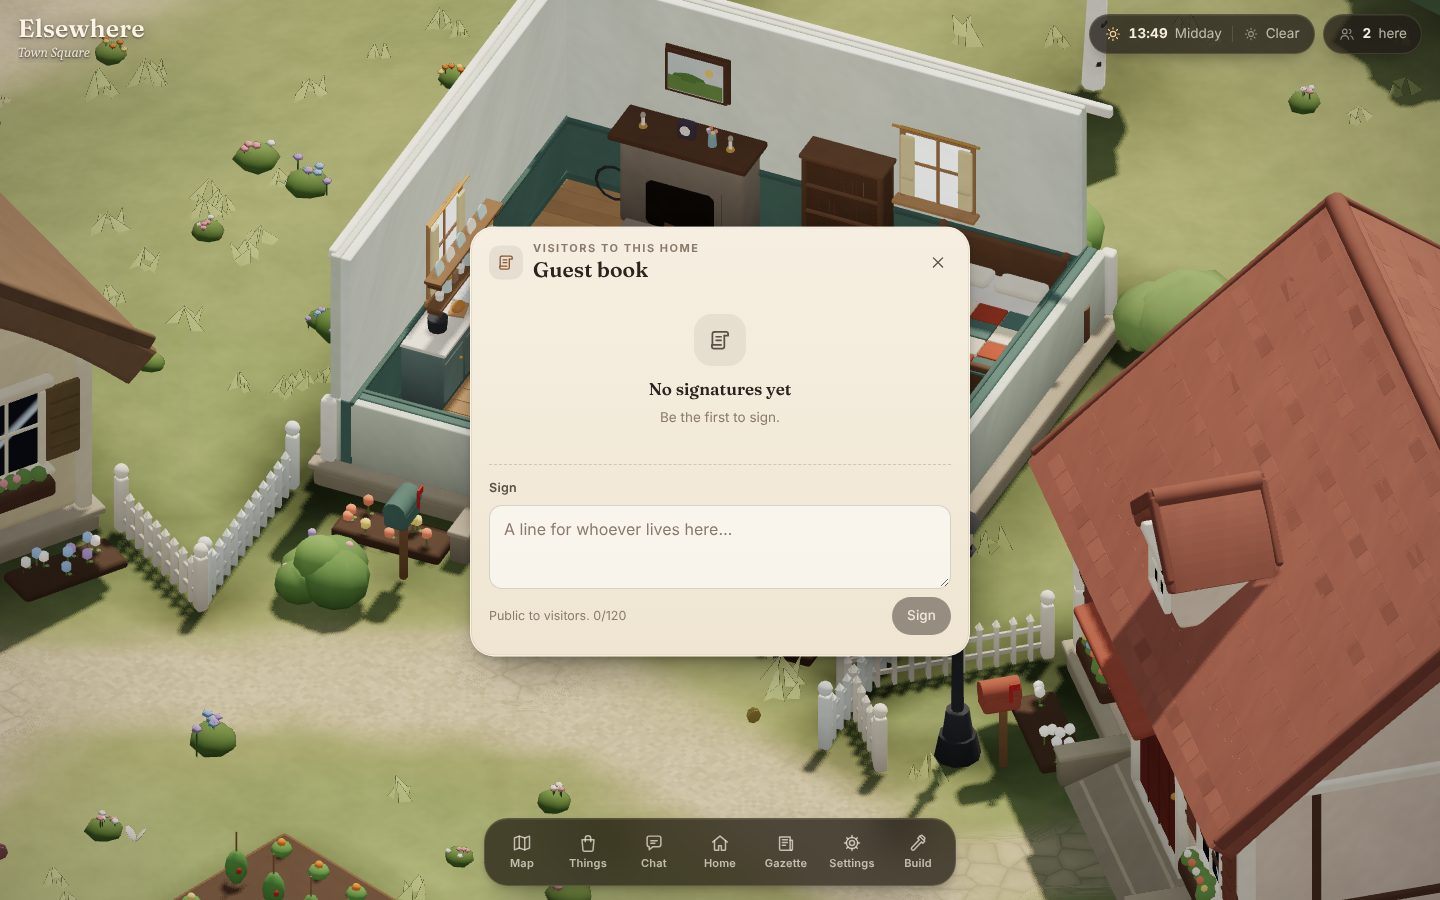 Elsewhere
Town Square
13:49 Midday
Clear
2 here
VISITORS TO THIS HOME
Guest book
No signatures yet
Be the first to sign.
Sign
A line for whoever lives here...
Public to visitors. 0/120
Sign
Map
Things
Chat
Home
Gazette
Settings
Build